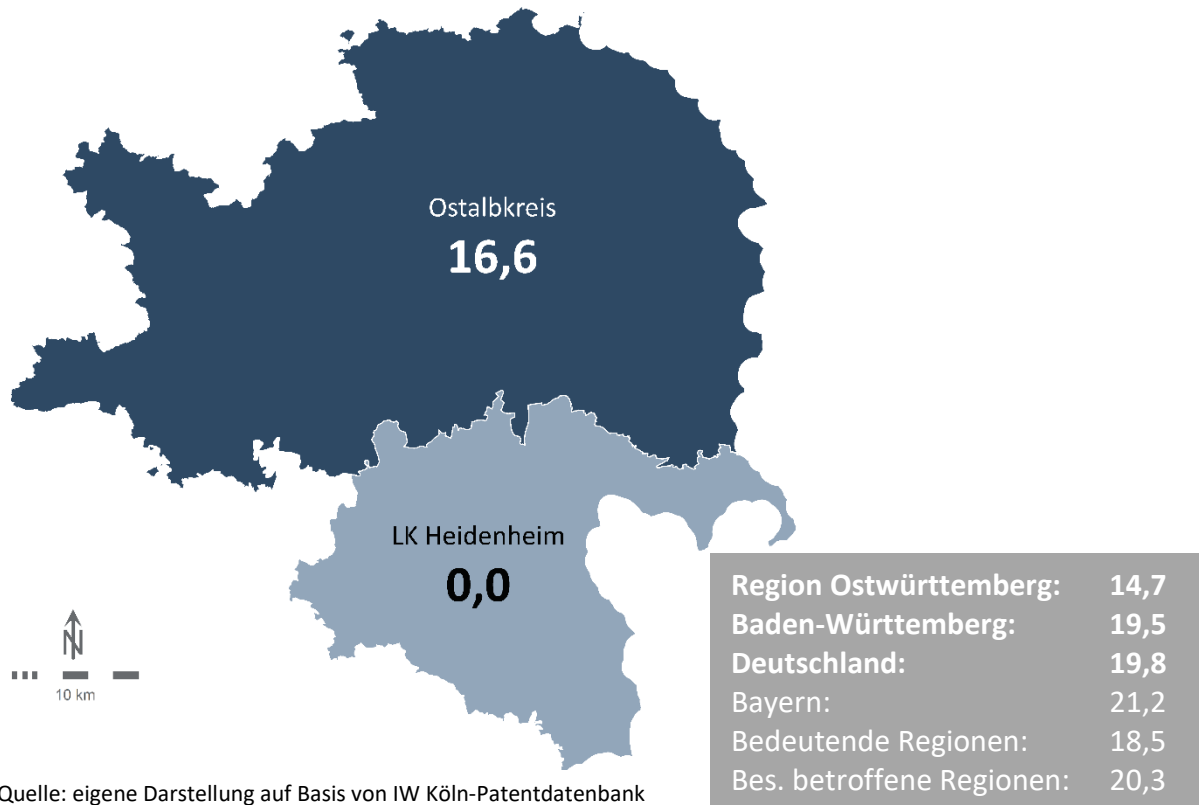 Ostalbkreis
16,6
LK Heidenheim
0,0
N
10 km
Region Ostwürttemberg: 14,7
Baden-Württemberg: 19,5
Deutschland: 19,8
Bayern: 21,2
Bedeutende Regionen: 18,5
Bes. betroffene Regionen: 20,3
Quelle: eigene Darstellung auf Basis von IW Köln-Patentdatenbank